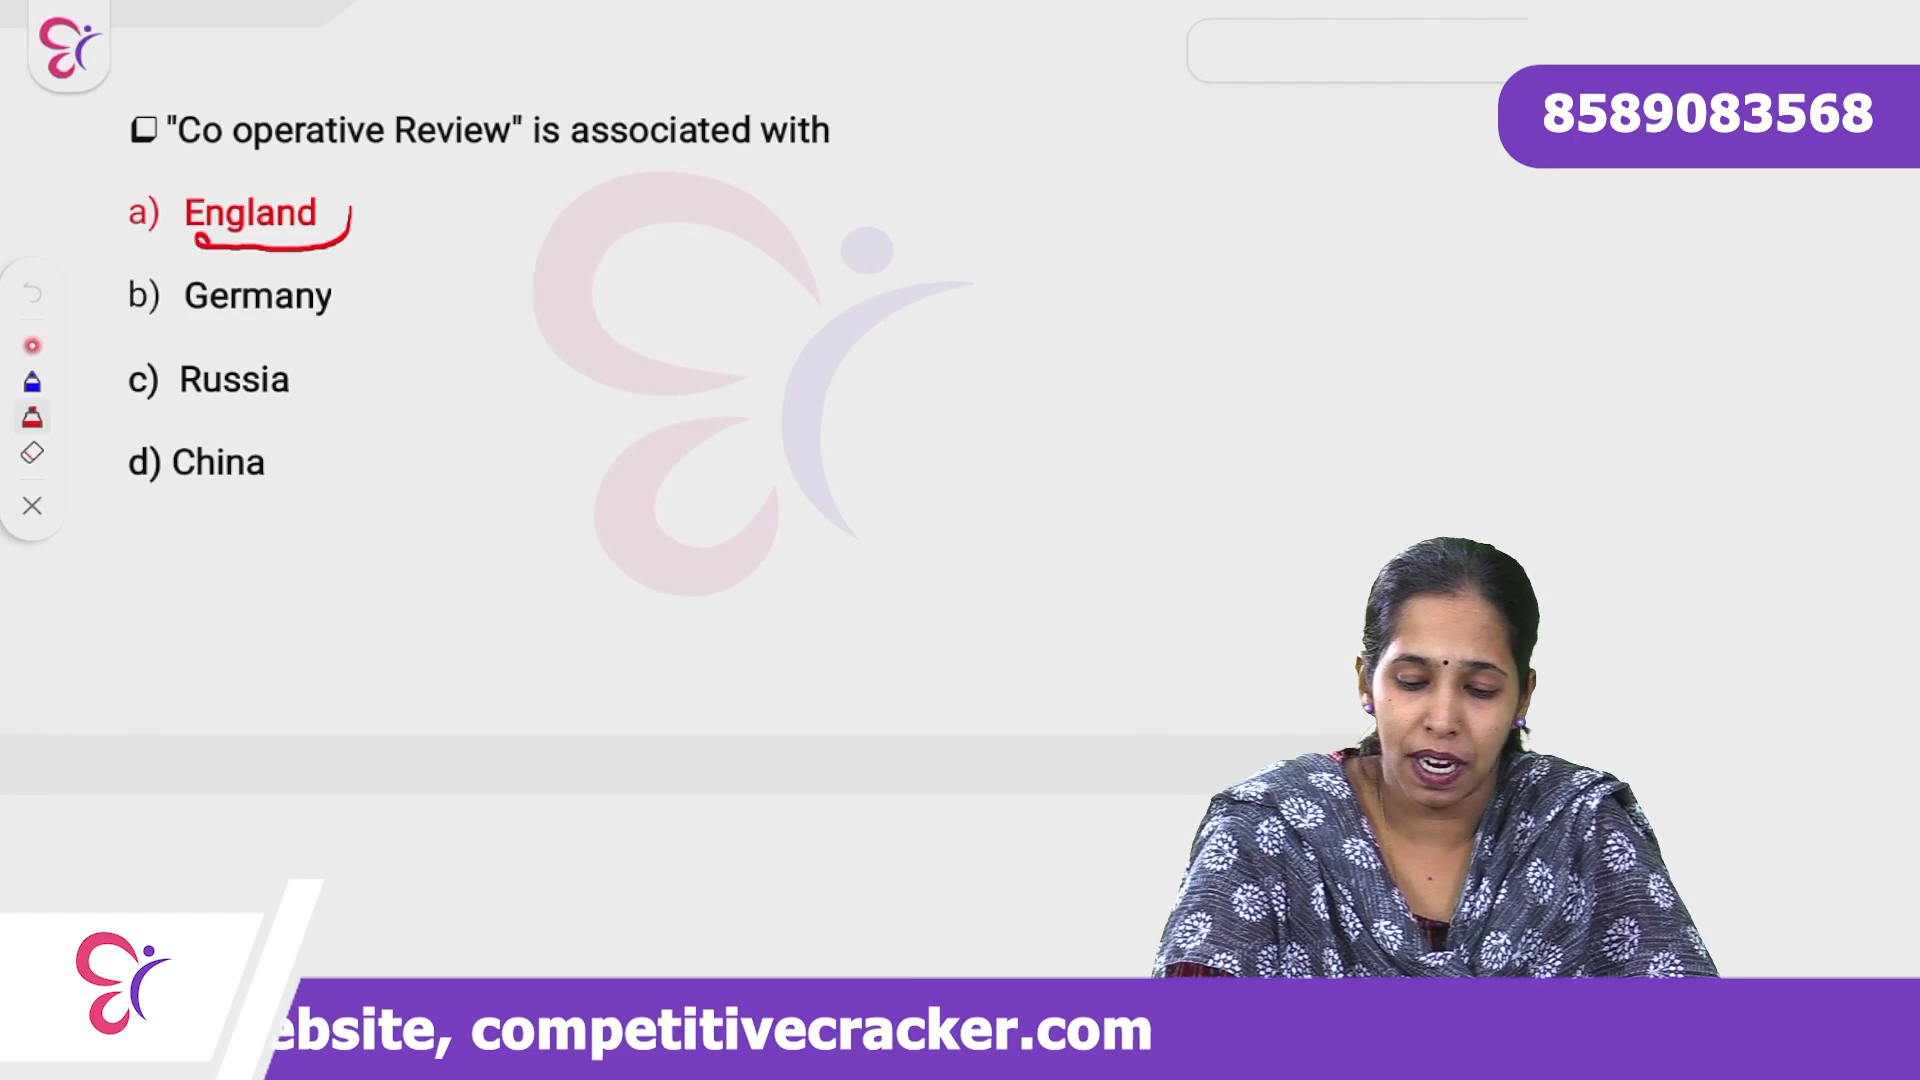 8589083568
❏ "Co operative Review" is associated with
a) England
b) Germany
c) Russia
d) China
ebsite, competitivecracker.com